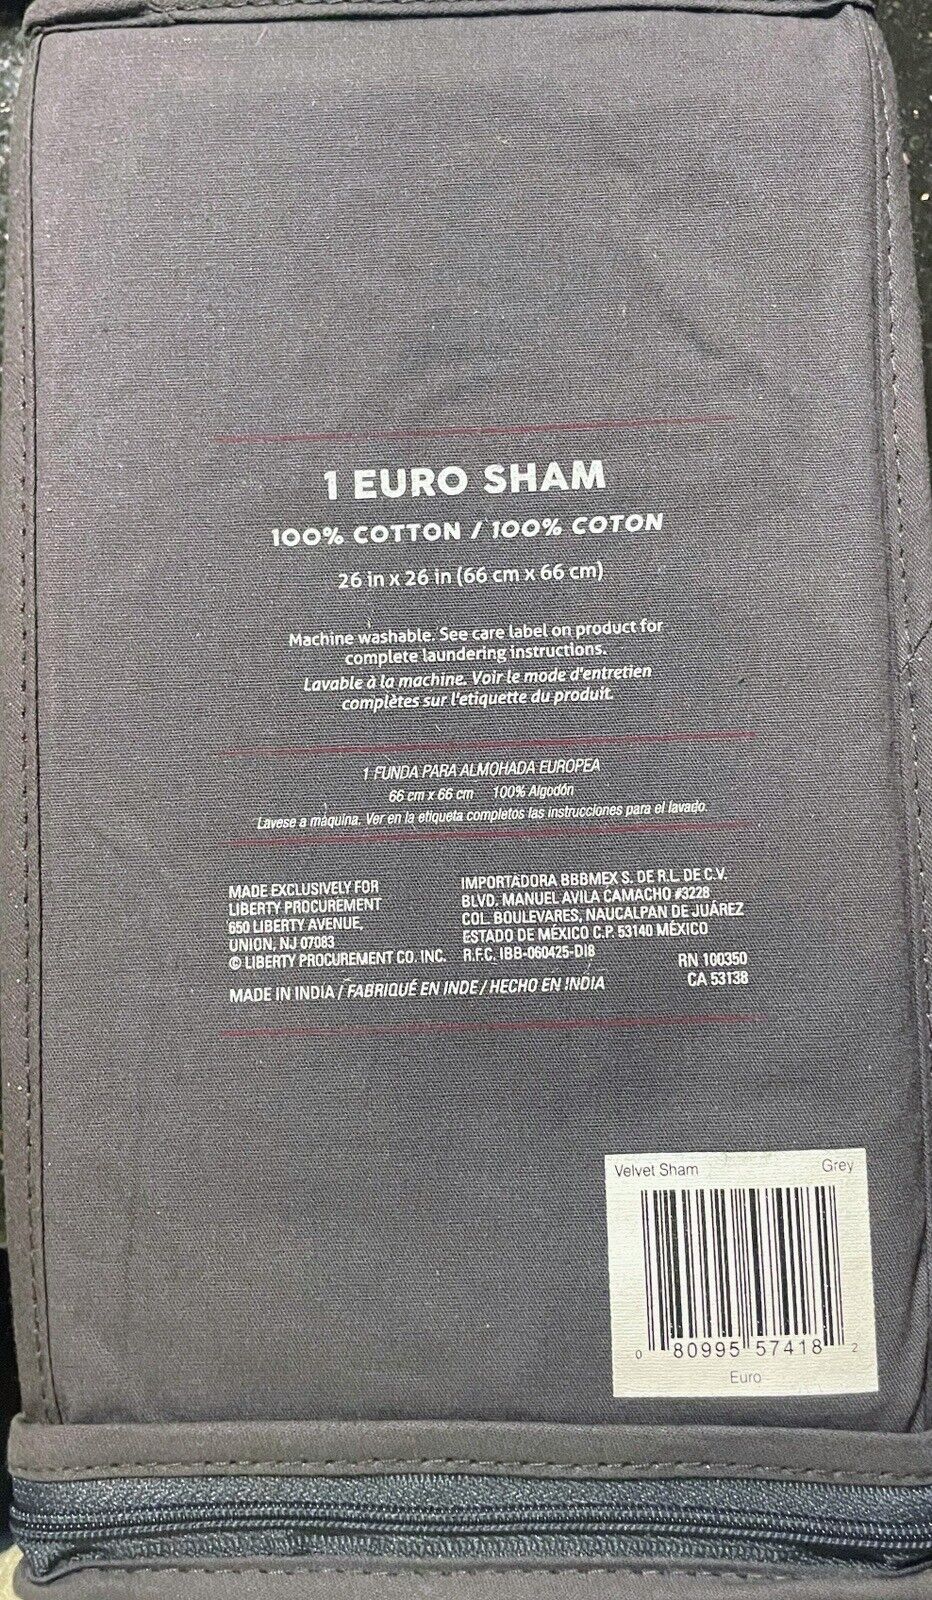 1 EURO SHAM
100% COTTON / 100% COTON
26 in x 26 in (66 cm x 66 cm)
Machine washable. See care label on product for
complete laundering instructions.
Lavable à la machine. Voir le mode d'entretien
complètes sur l'etiquette du produit.
1 FUNDA PARA ALMOHADA EUROPEA
66 cm x 66 cm 100% Algodón
Lavese a máquina. Ver en la etiqueta completos las instrucciones para el lavado.
MADE EXCLUSIVELY FOR
LIBERTY PROCUREMENT
650 LIBERTY AVENUE,
UNION, NJ 07083
© LIBERTY PROCUREMENT CO. INC.
IMPORTADORA BBBMEX S. DE R.L. DE C.V.
BLVD. MANUEL AVILA CAMACHO #3228
COL. BOULEVARES, NAUCALPAN DE JUÁREZ
ESTADO DE MÉXICO C.P. 53140 MÉXICO
R.F.C. IBB-060425-DI8
RN 100350
CA 53138
MADE IN INDIA / FABRIQUÉ EN INDE / HECHO EN INDIA
Velvet Sham Grey
0 80995 57418 2
Euro